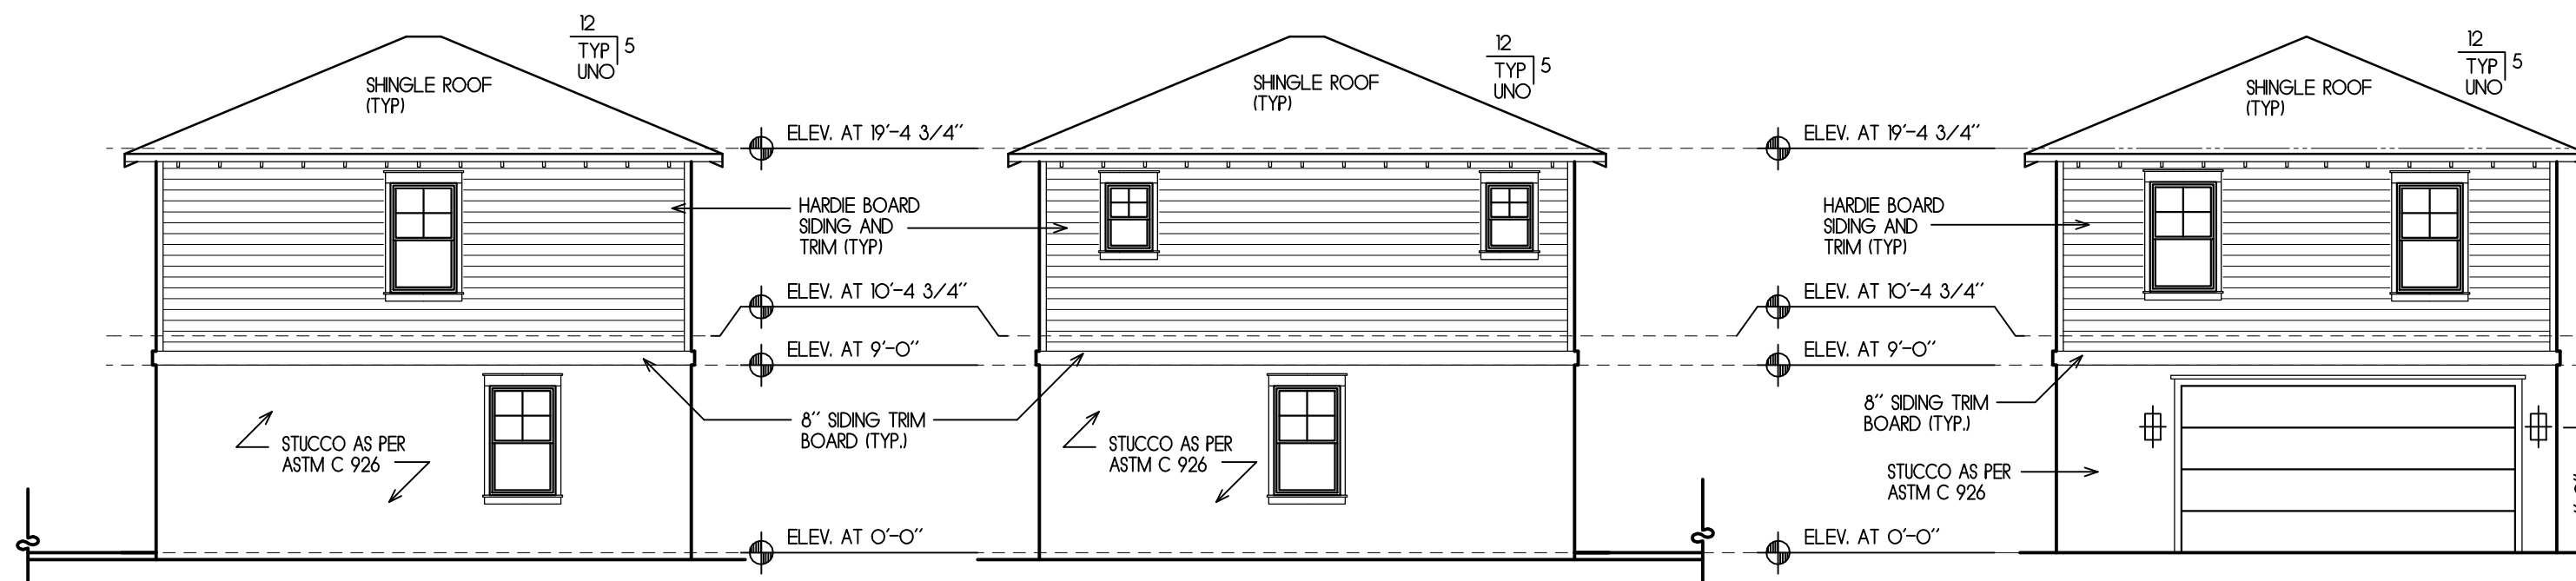 12
TYP 5
UNO
SHINGLE ROOF
(TYP)
ELEV. AT 19'-4 3/4"
HARDIE BOARD
SIDING AND
TRIM (TYP)
ELEV. AT 10'-4 3/4"
ELEV. AT 9'-0"
8" SIDING TRIM
BOARD (TYP.)
STUCCO AS PER
ASTM C 926
ELEV. AT 0'-0"
12
TYP 5
UNO
SHINGLE ROOF
(TYP)
STUCCO AS PER
ASTM C 926
ELEV. AT 19'-4 3/4"
HARDIE BOARD
SIDING AND
TRIM (TYP)
ELEV. AT 10'-4 3/4"
ELEV. AT 9'-0"
8" SIDING TRIM
BOARD (TYP.)
STUCCO AS PER
ASTM C 926
ELEV. AT 0'-0"
12
TYP 5
UNO
SHINGLE ROOF
(TYP)